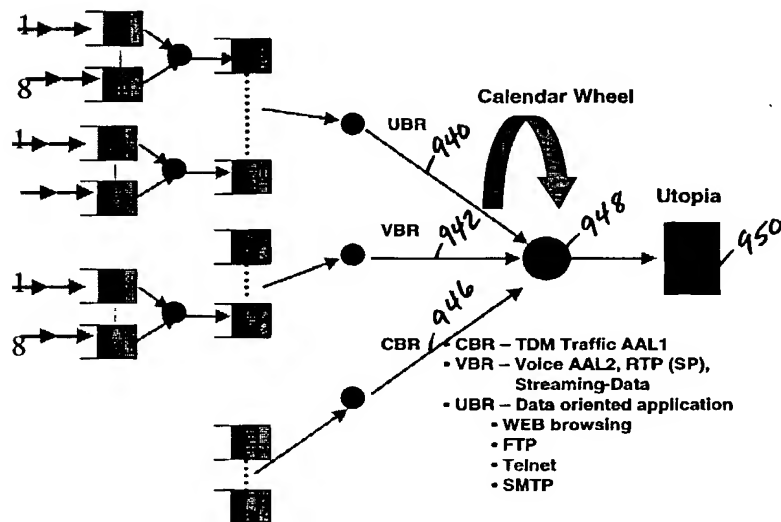 1
8
1
1
8
UBR
940
Calendar Wheel
VBR
942
948
Utopia
950
CBR
946
• CBR – TDM Traffic AAL1
• VBR – Voice AAL2, RTP (SP),
Streaming-Data
• UBR – Data oriented application
• WEB browsing
• FTP
• Telnet
• SMTP